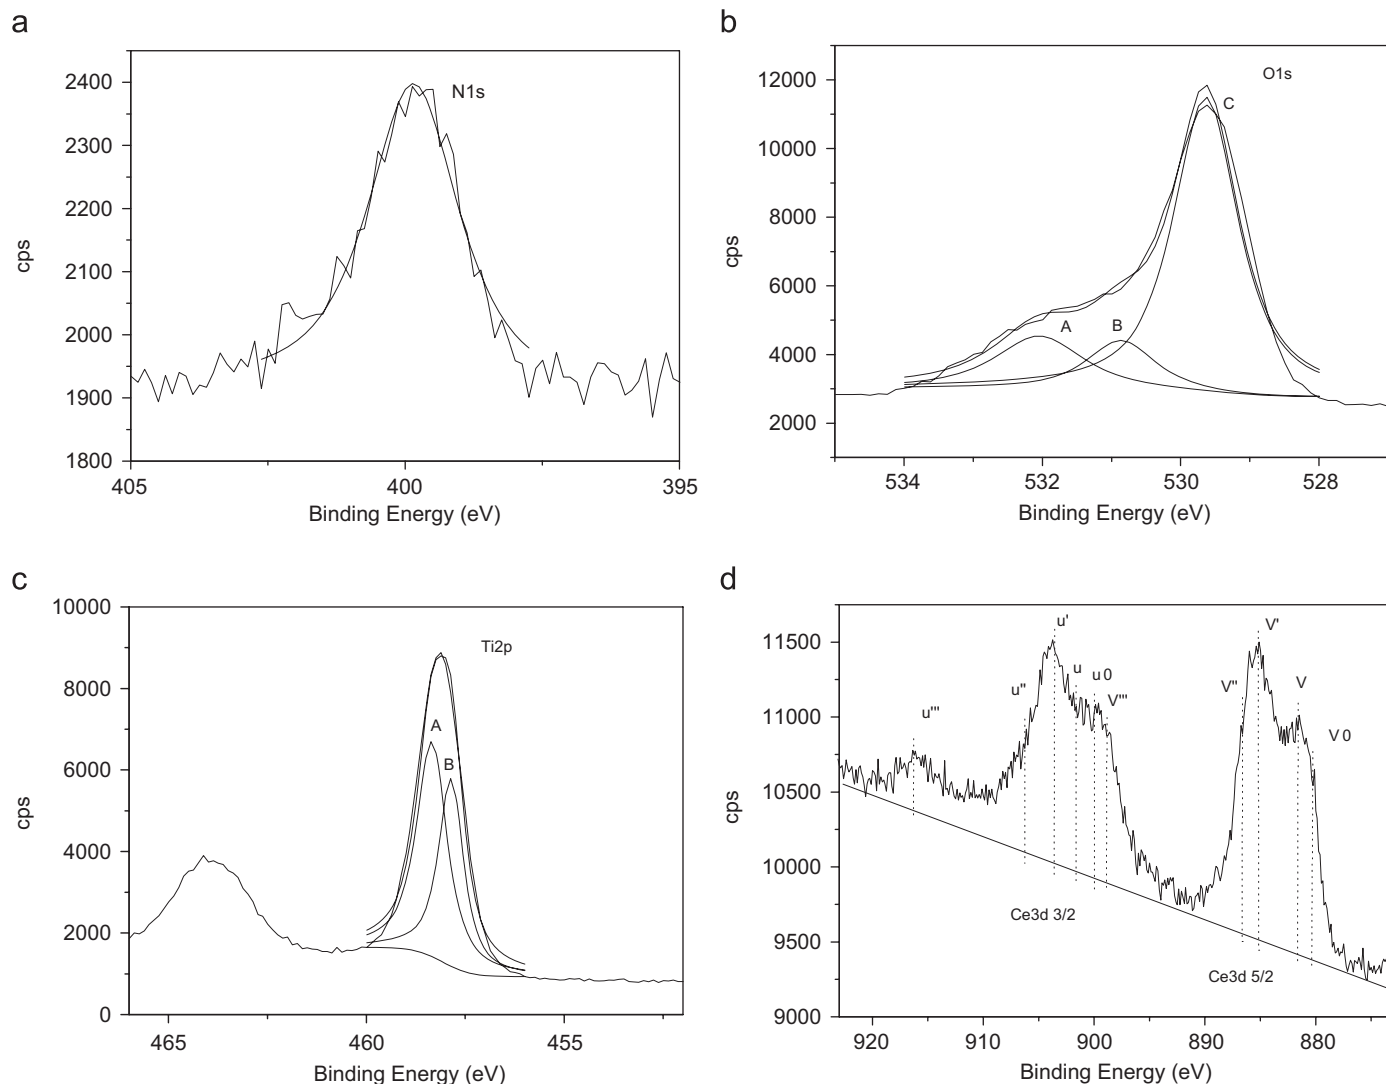 a
N1s
2400
2300
2200
2100
2000
1900
1800
cps
405
400
395
Binding Energy (eV)
b
O1s
C
A
B
12000
10000
8000
6000
4000
2000
cps
534
532
530
528
Binding Energy (eV)
c
Ti2p
A
B
10000
8000
6000
4000
2000
0
cps
465
460
455
Binding Energy (eV)
d
u'
V'
u
u 0
u''
V''
V
V'''
u'''
V 0
11500
11000
10500
10000
9500
9000
cps
Ce3d 3/2
Ce3d 5/2
920
910
900
890
880
Binding Energy (eV)